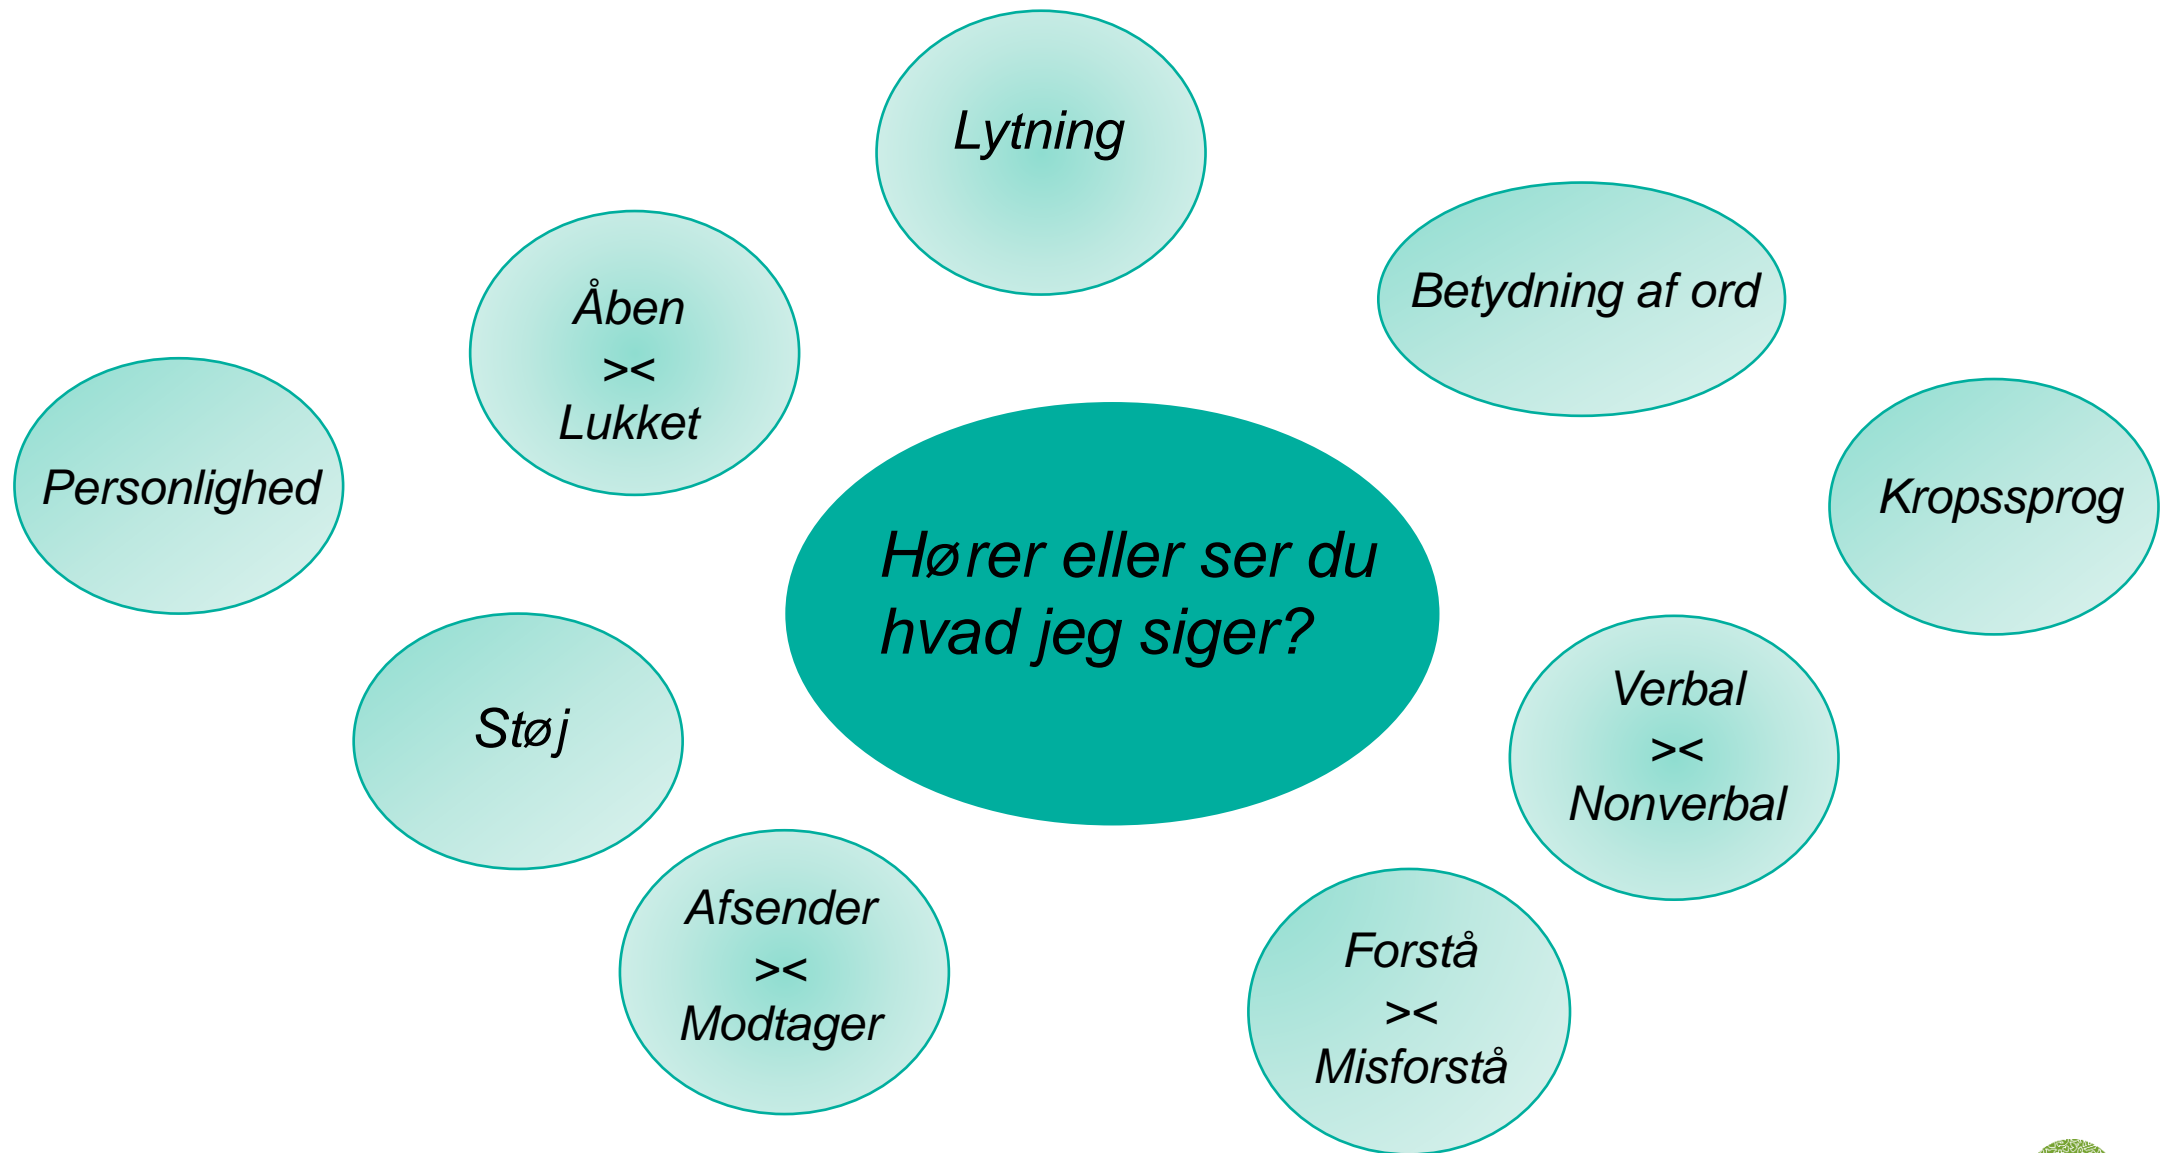 Lytning
Åben
><
Lukket
Betydning af ord
Personlighed
Kropssprog
Hører eller ser du
hvad jeg siger?
Støj
Verbal
><
Nonverbal
Afsender
><
Modtager
Forstå
><
Misforstå